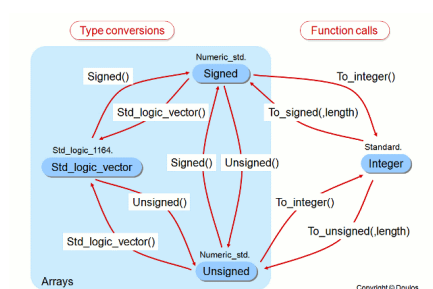 Type conversions
Function calls
Numeric_std.
Signed
Signed()
To_integer()
Std_logic_vector()
To_signed(,length)
Std_logic_1164.
Std_logic_vector
Signed()
Unsigned()
Standard.
Integer
Unsigned()
To_integer()
Std_logic_vector()
To_unsigned(,length)
Numeric_std.
Unsigned
Arrays
Copyright © Doulos